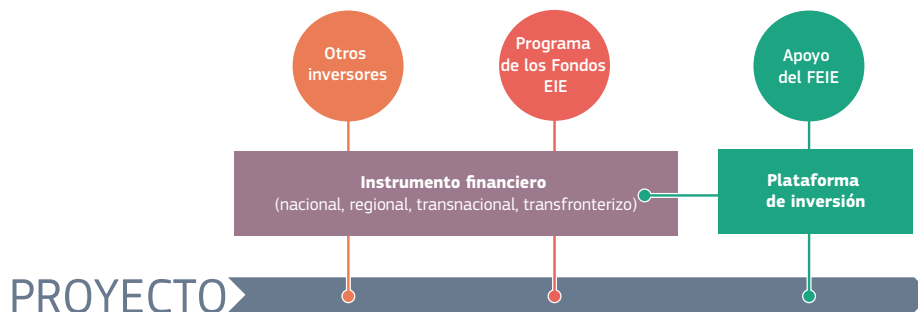 Otros
inversores
Programa
de los Fondos
EIE
Apoyo
del FEIE
Instrumento financiero
(nacional, regional, transnacional, transfronterizo)
Plataforma
de inversión
PROYECTO